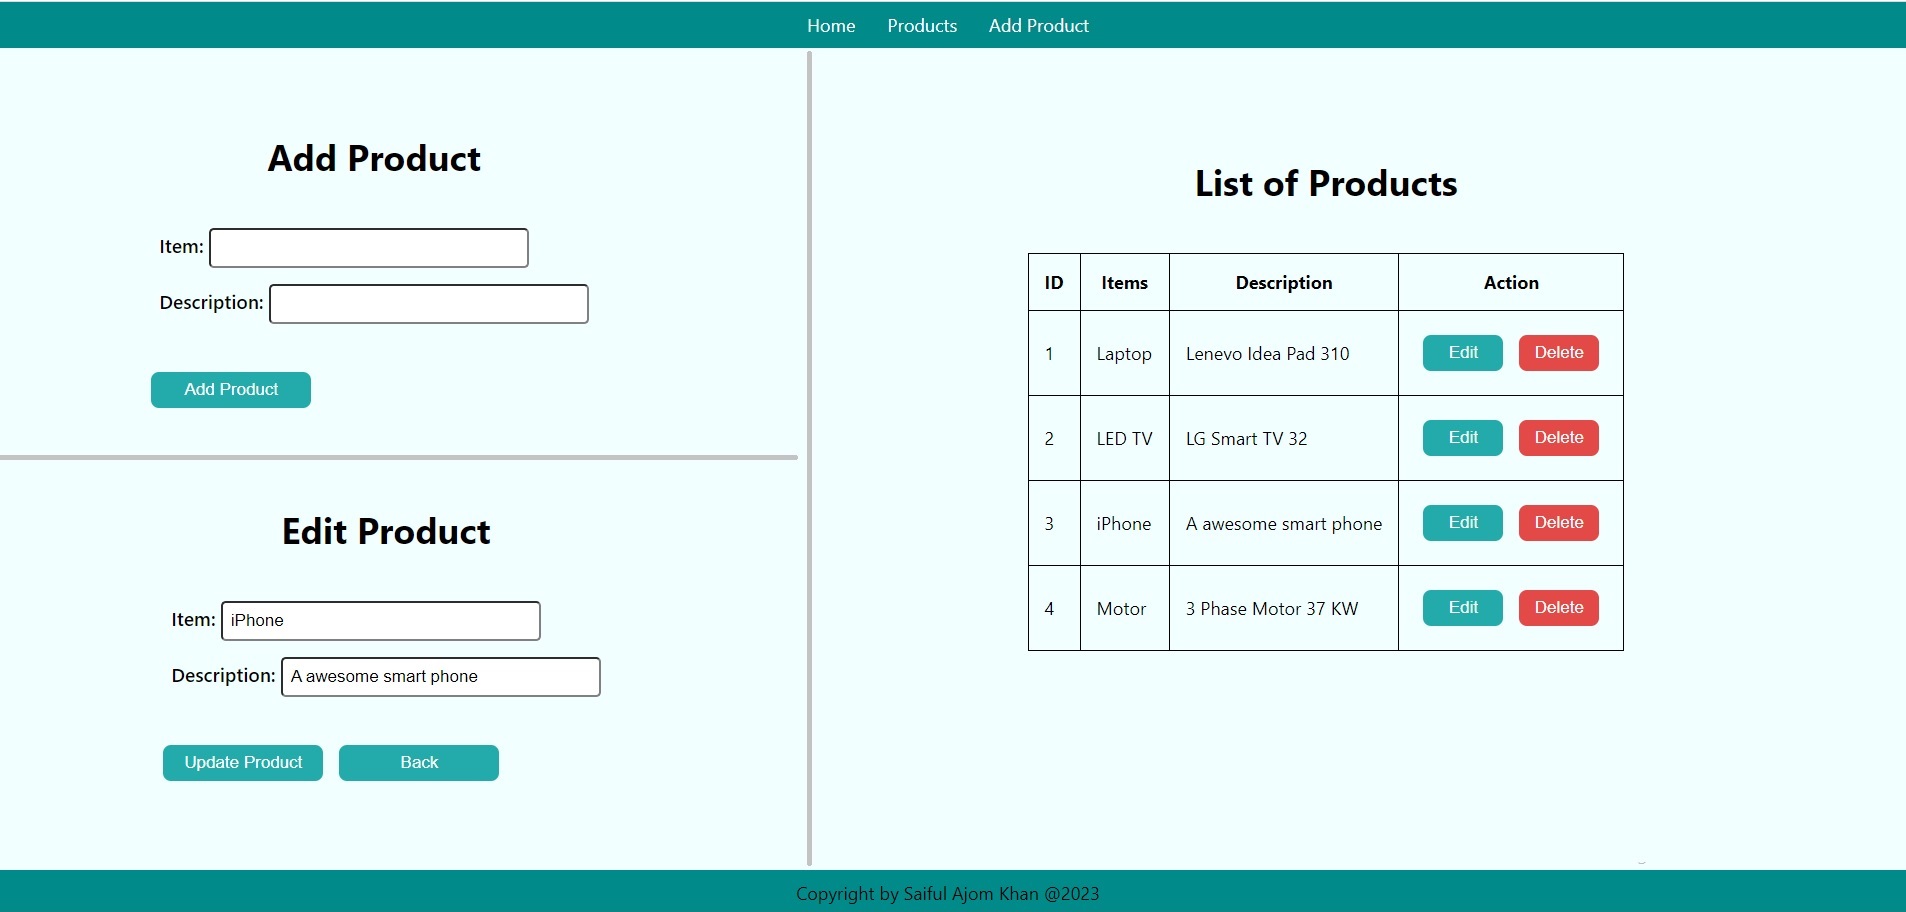 Home Products Add Product
Add Product
Item:
Description:
Add Product
Edit Product
Item: iPhone
Description: A awesome smart phone
Update Product Back
List of Products
ID Items Description Action
1 Laptop Lenevo Idea Pad 310 Edit Delete
2 LED TV LG Smart TV 32 Edit Delete
3 iPhone A awesome smart phone Edit Delete
4 Motor 3 Phase Motor 37 KW Edit Delete
Copyright by Saiful Ajom Khan @2023